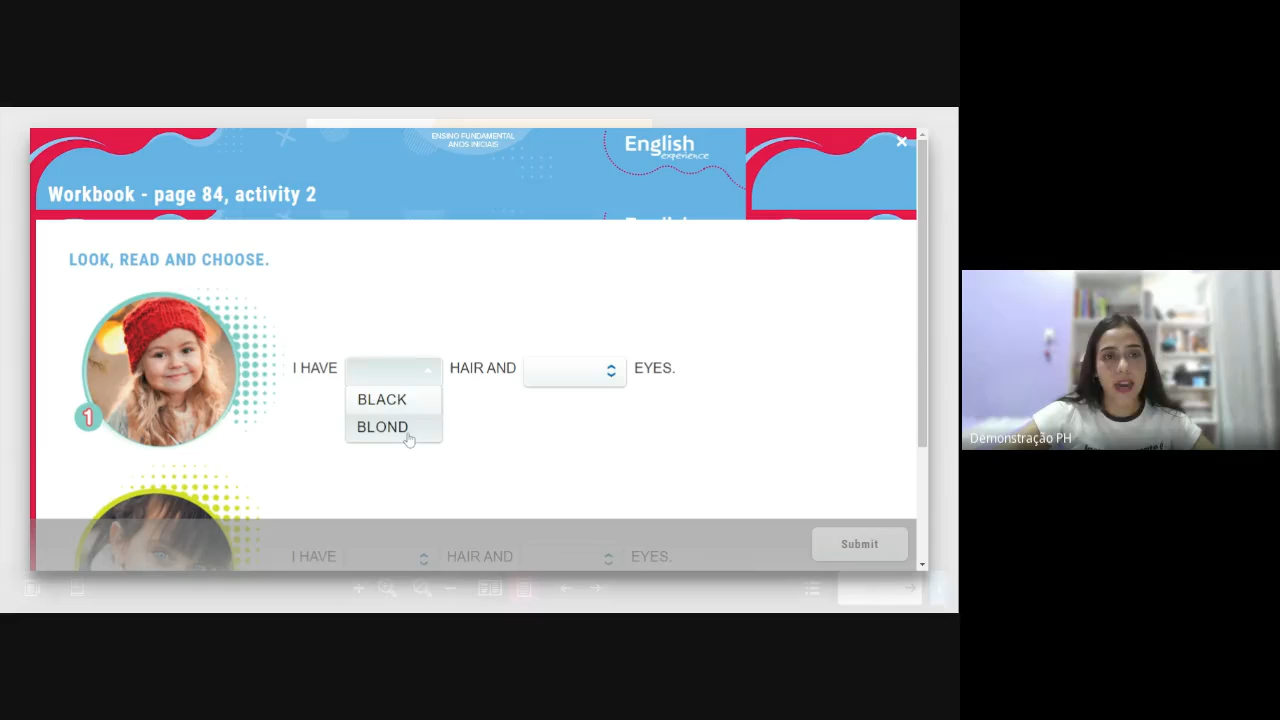 ENSINO FUNDAMENTAL
ANOS INICIAIS
English
experience
Workbook - page 84, activity 2
LOOK, READ AND CHOOSE.
1
I HAVE HAIR AND EYES.
BLACK
BLOND
I HAVE HAIR AND EYES.
Submit
Demonstração PH